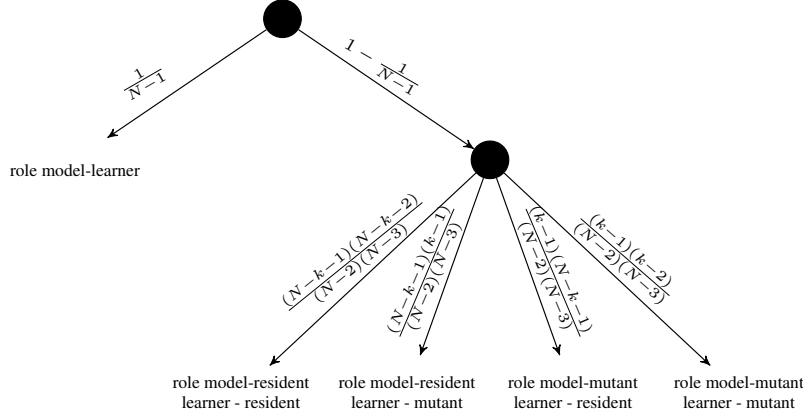 1/(N−1)
1 − 1/(N−1)
role model-learner
(N−k−1)(N−k−2)/((N−2)(N−3))
(N−k−1)(k−1)/((N−2)(N−3))
(k−1)(N−k−1)/((N−2)(N−3))
(k−1)(k−2)/((N−2)(N−3))
role model-resident
learner - resident
role model-resident
learner - mutant
role model-mutant
learner - resident
role model-mutant
learner - mutant